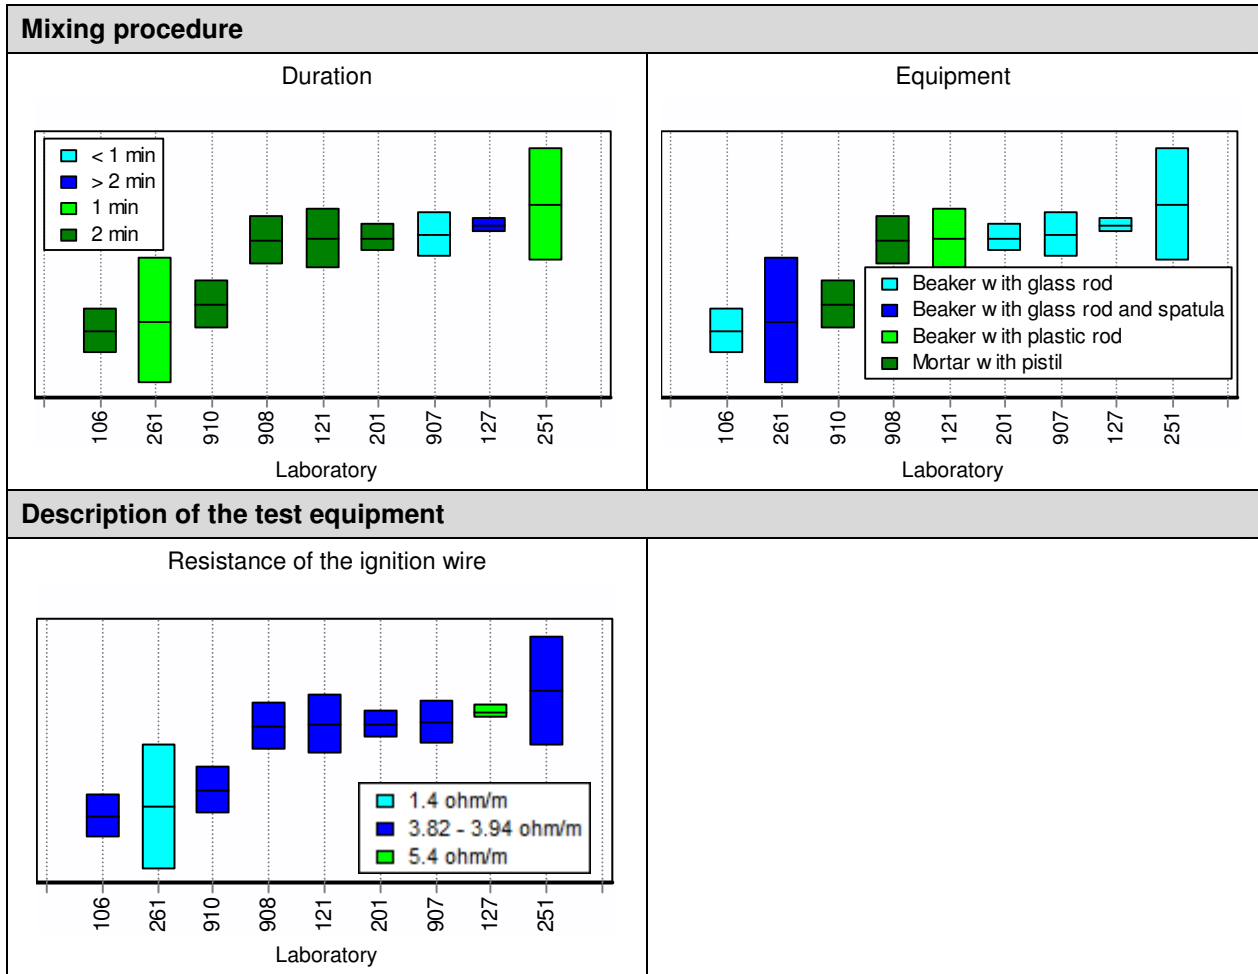 Mixing procedure
Duration
< 1 min
> 2 min
1 min
2 min
106 261 910 908 121 201 907 127 251
Laboratory
Equipment
Beaker with glass rod
Beaker with glass rod and spatula
Beaker with plastic rod
Mortar with pistil
106 261 910 908 121 201 907 127 251
Laboratory
Description of the test equipment
Resistance of the ignition wire
1.4 ohm/m
3.82 - 3.94 ohm/m
5.4 ohm/m
106 261 910 908 121 201 907 127 251
Laboratory